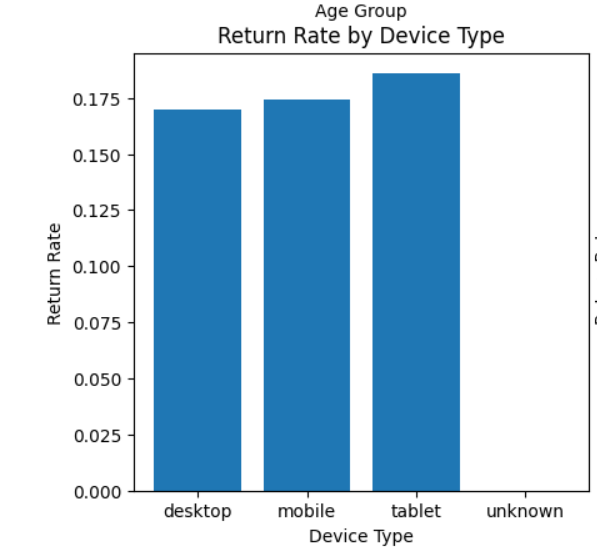 Age Group
Return Rate by Device Type
0.175
0.150
0.125
0.100
0.075
0.050
0.025
0.000
Return Rate
desktop mobile tablet unknown
Device Type